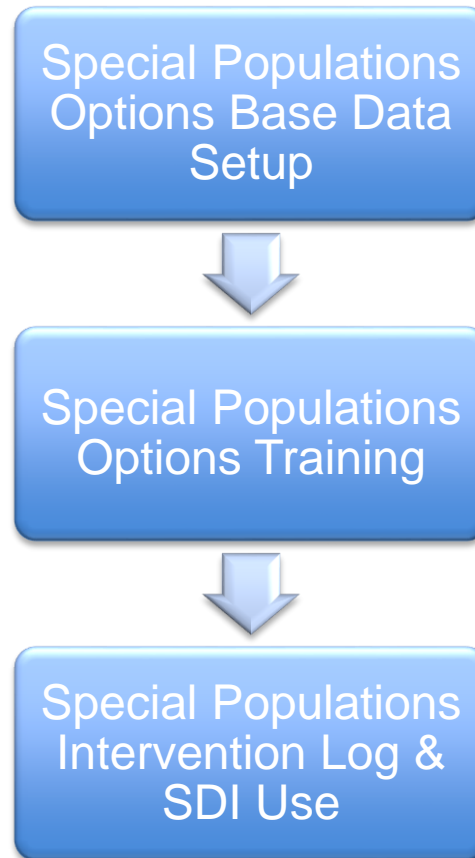 Special Populations
Options Base Data
Setup
Special Populations
Options Training
Special Populations
Intervention Log &
SDI Use